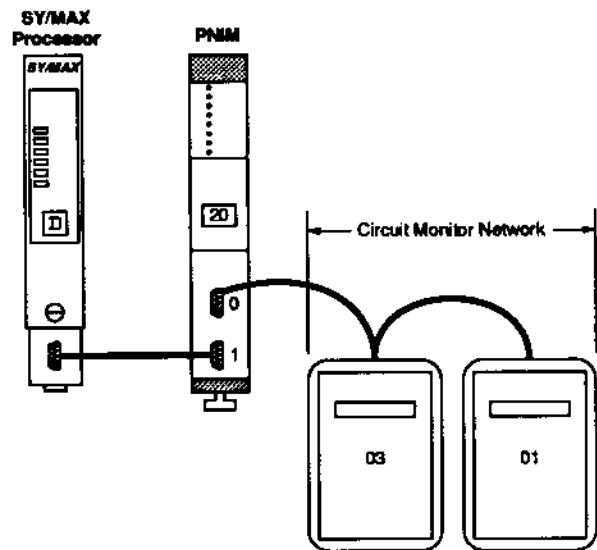 SY/MAX
Processor
PNIM
SY/MAX
D
20
Circuit Monitor Network
0
1
03
01